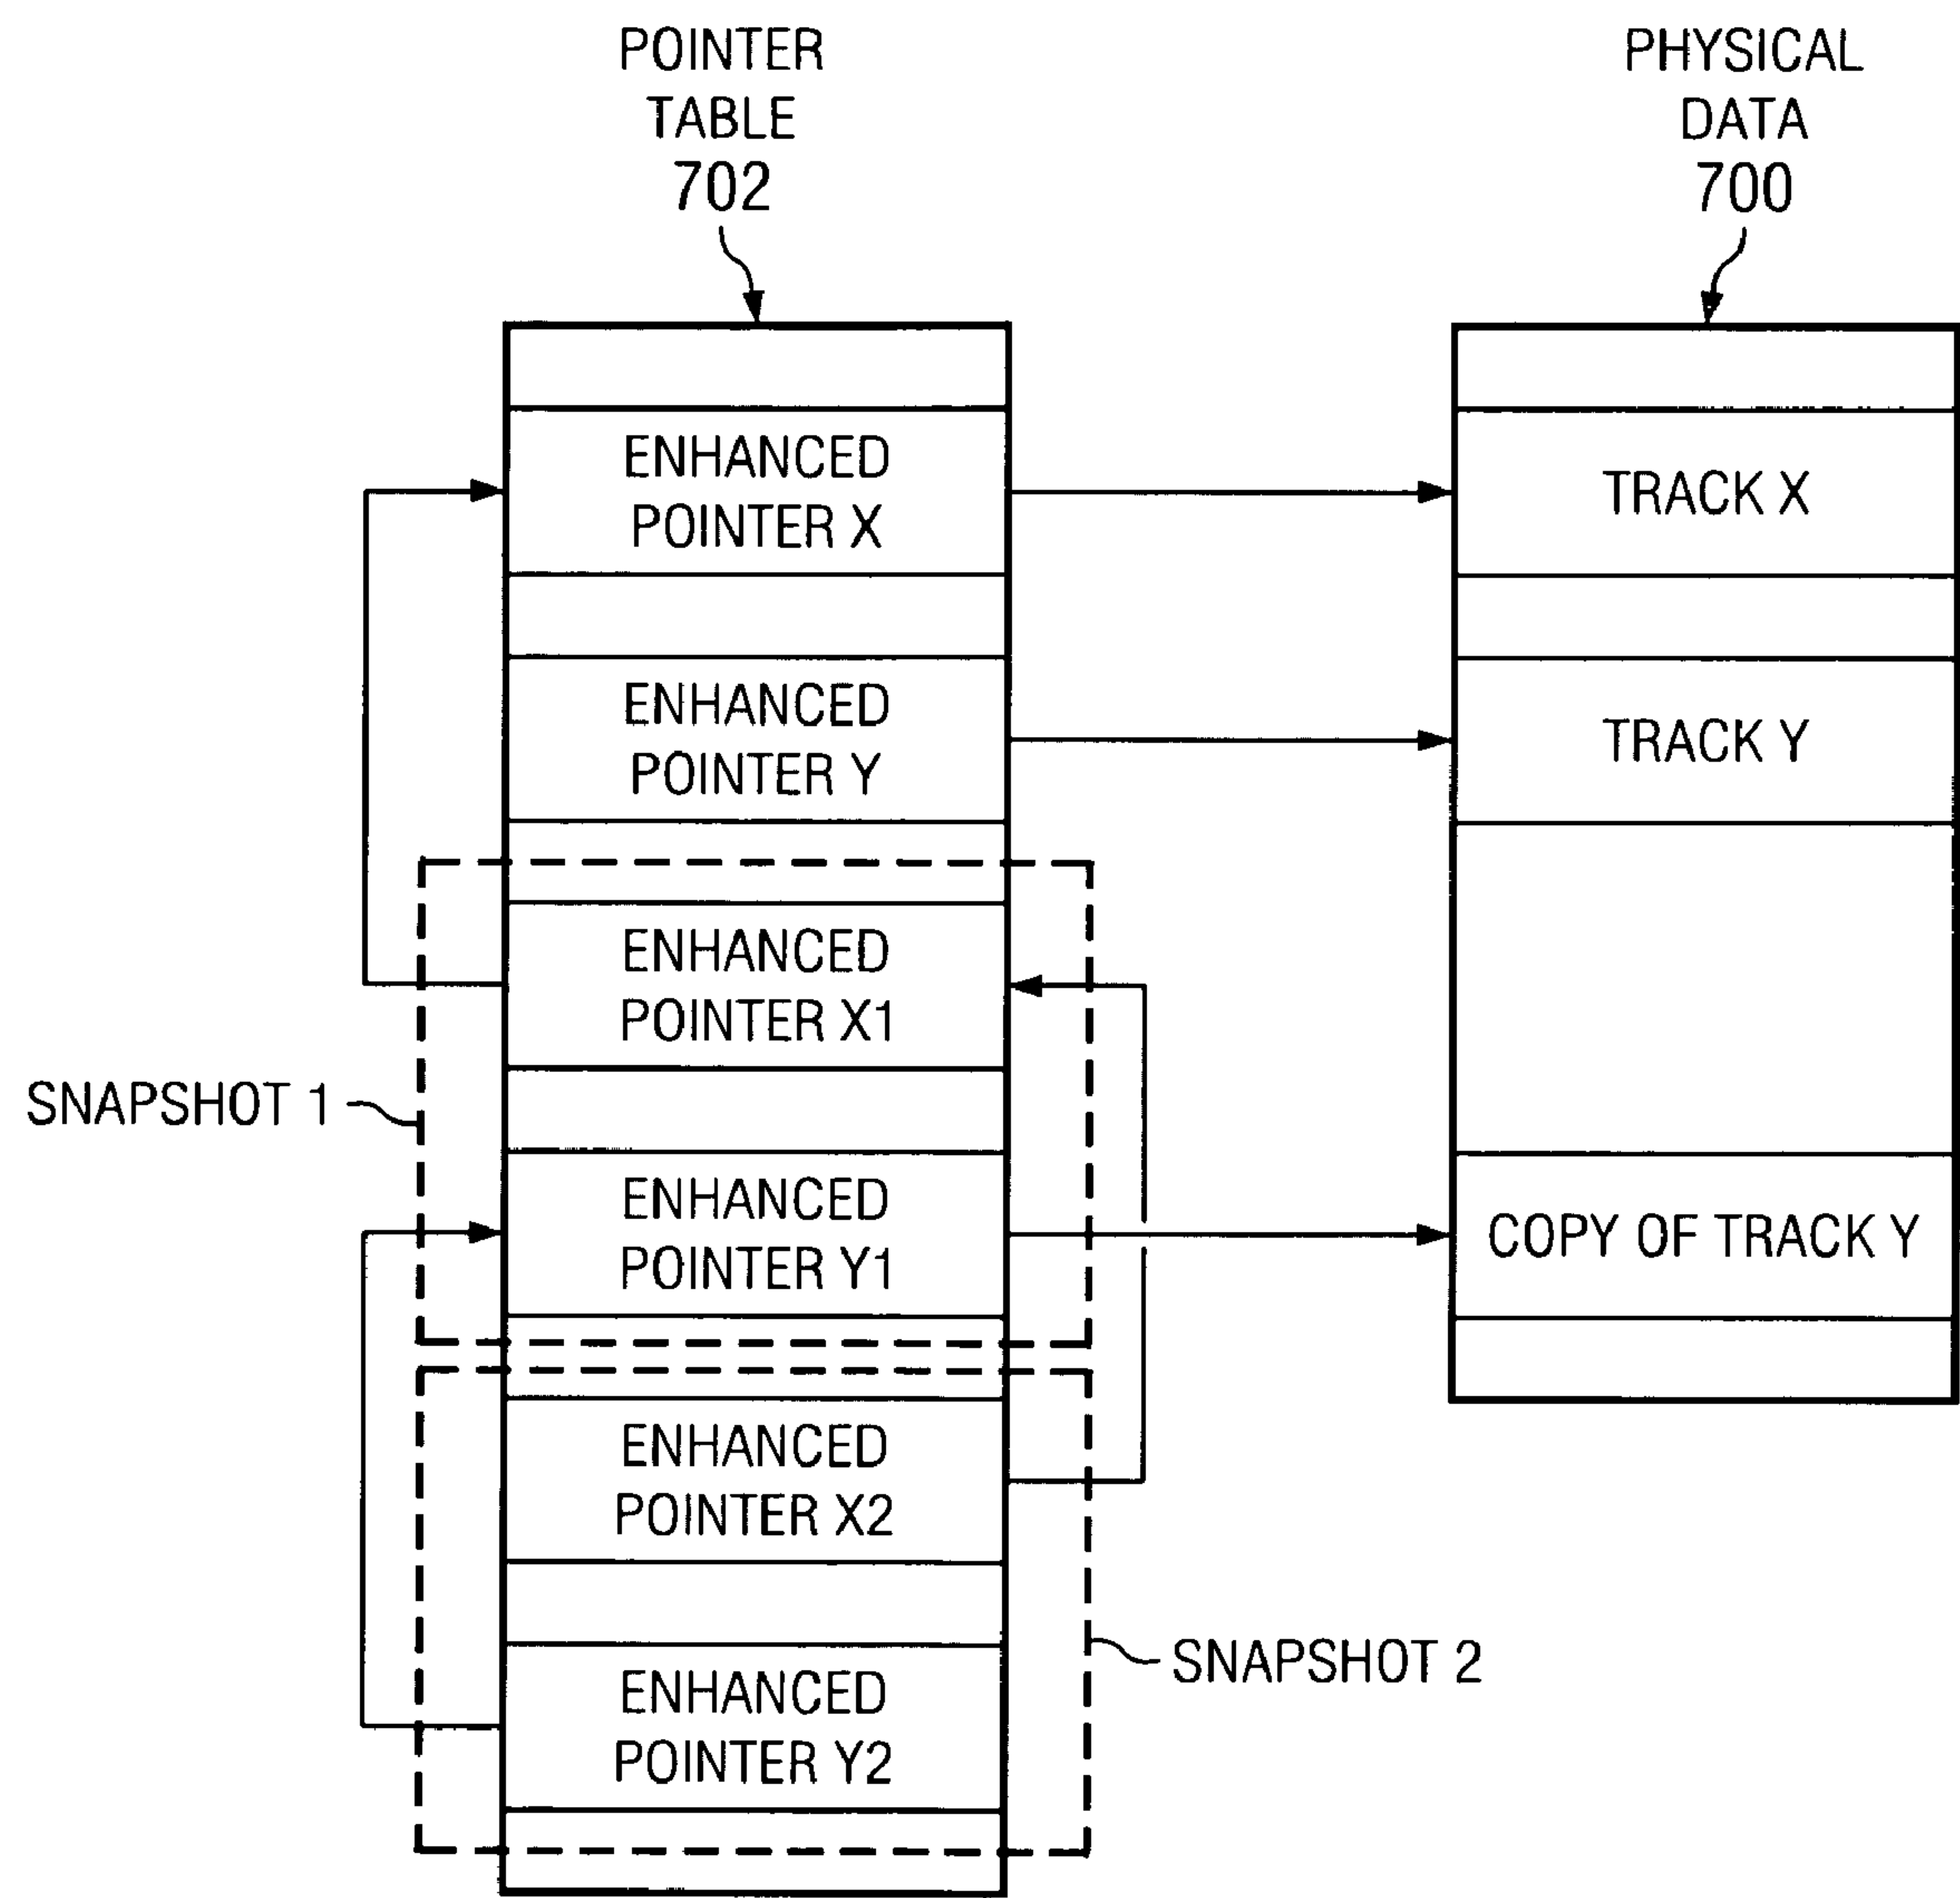 POINTER
TABLE
702
PHYSICAL
DATA
700
ENHANCED
POINTER X
TRACK X
ENHANCED
POINTER Y
TRACK Y
ENHANCED
POINTER X1
SNAPSHOT 1
ENHANCED
POINTER Y1
COPY OF TRACK Y
ENHANCED
POINTER X2
SNAPSHOT 2
ENHANCED
POINTER Y2